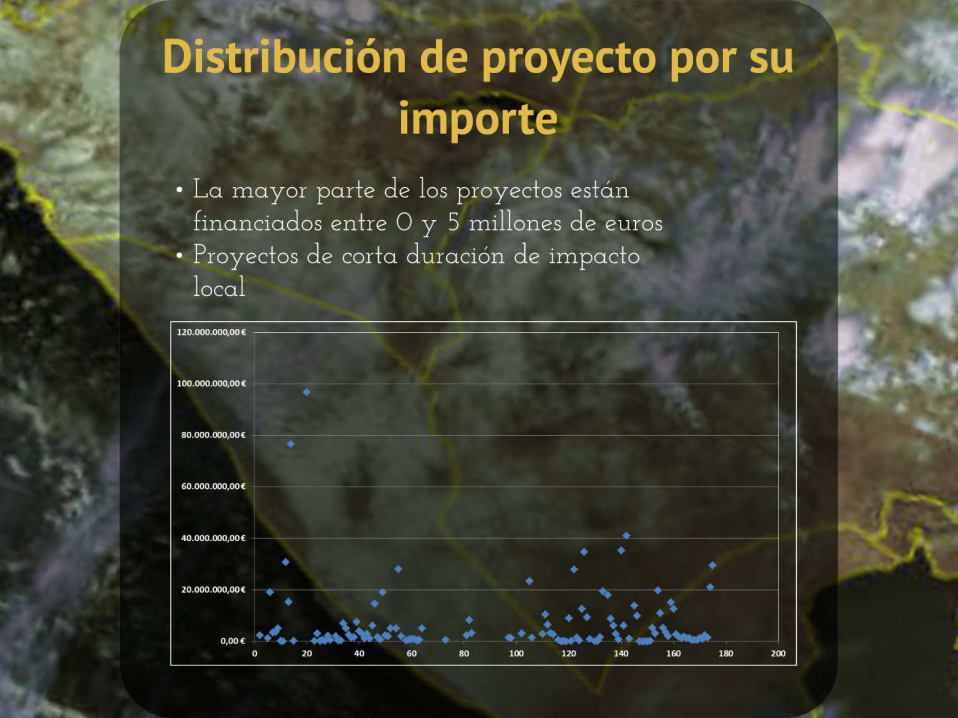 Distribución de proyecto por su
importe
• La mayor parte de los proyectos están
financiados entre 0 y 5 millones de euros
• Proyectos de corta duración de impacto
local
120.000.000,00 €
100.000.000,00 €
80.000.000,00 €
60.000.000,00 €
40.000.000,00 €
20.000.000,00 €
0,00 €
0 20 40 60 80 100 120 140 160 180 200